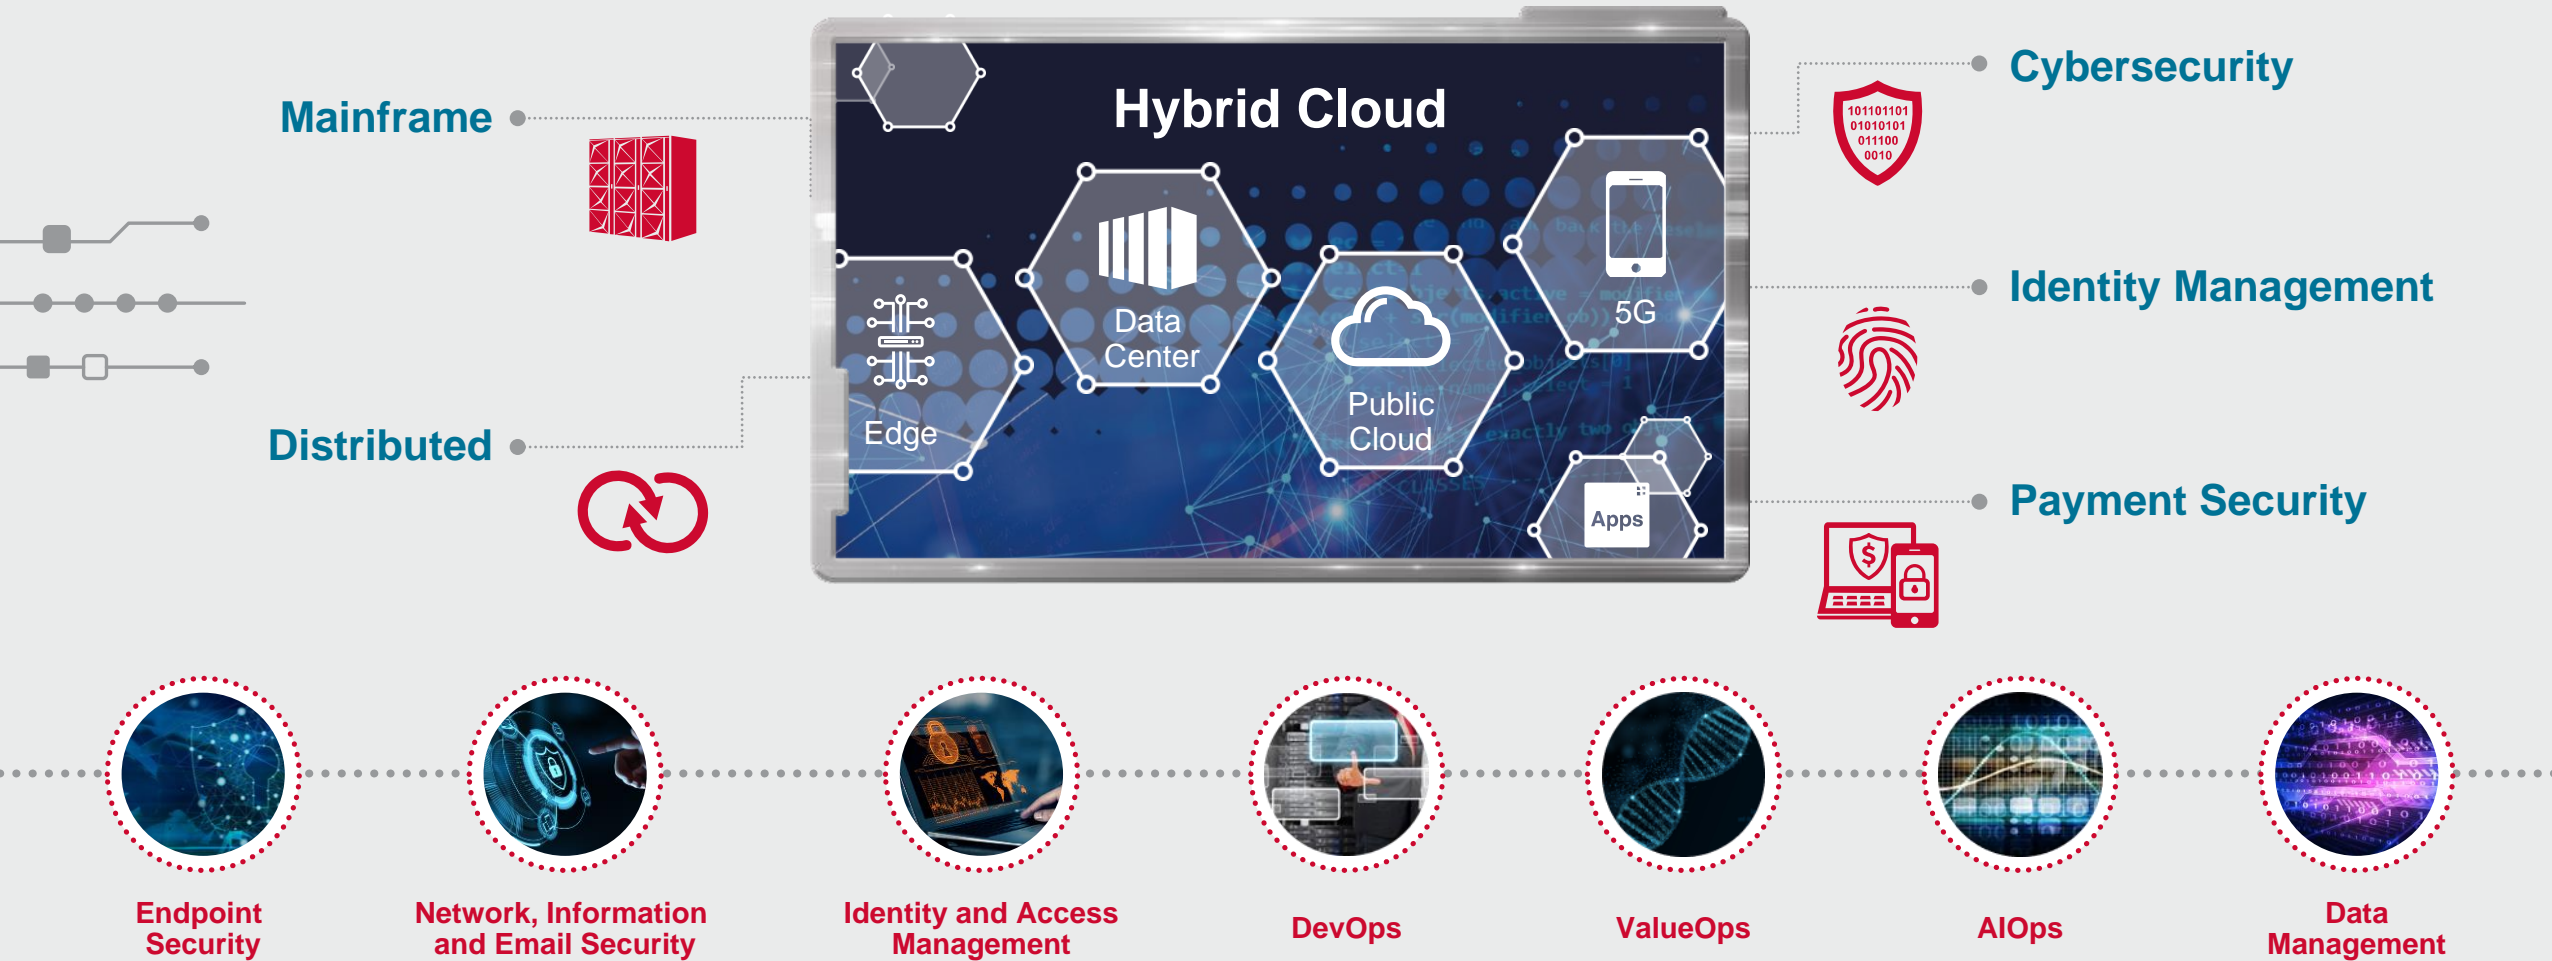 Hybrid Cloud
Mainframe
Distributed
Edge
Data
Center
Public
Cloud
5G
Apps
Cybersecurity
101101101
01010101
011100
0010
Identity Management
Payment Security
$
Endpoint
Security
Network, Information
and Email Security
Identity and Access
Management
DevOps
ValueOps
AIOps
Data
Management